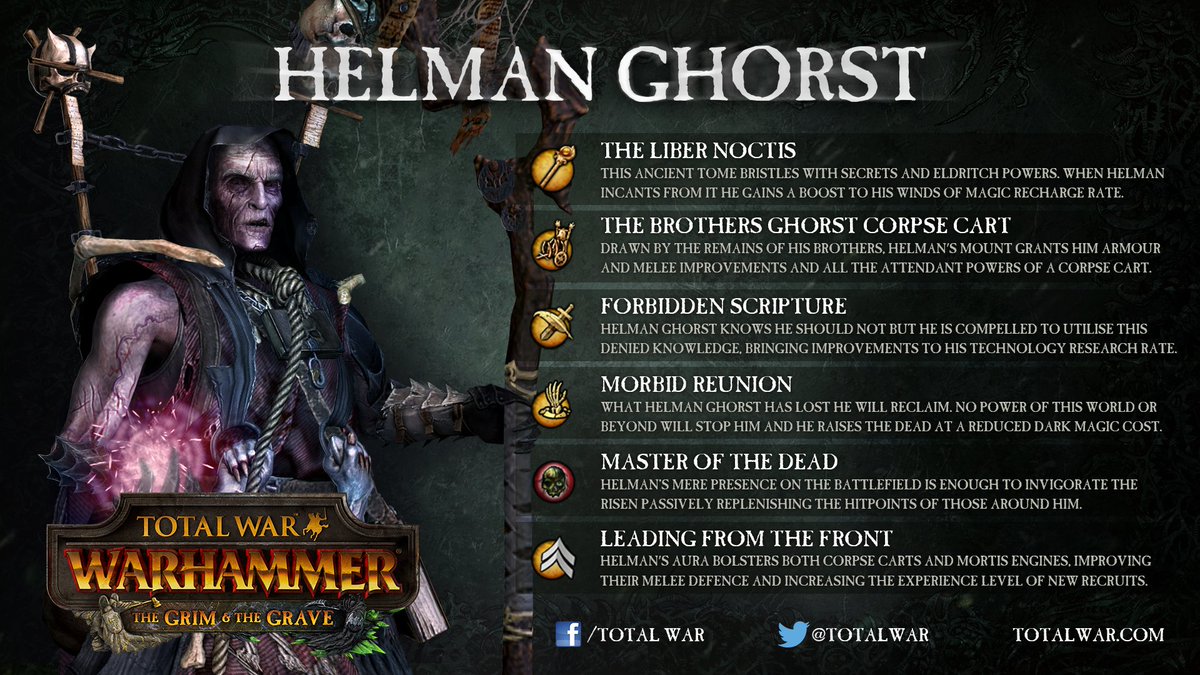 HELMAN GHORST
THE LIBER NOCTIS
THIS ANCIENT TOME BRISTLES WITH SECRETS AND ELDRITCH POWERS. WHEN HELMAN
INCANTS FROM IT HE GAINS A BOOST TO HIS WINDS OF MAGIC RECHARGE RATE.
THE BROTHERS GHORST CORPSE CART
DRAWN BY THE REMAINS OF HIS BROTHERS, HELMAN'S MOUNT GRANTS HIM ARMOUR
AND MELEE IMPROVEMENTS AND ALL THE ATTENDANT POWERS OF A CORPSE CART.
FORBIDDEN SCRIPTURE
HELMAN GHORST KNOWS HE SHOULD NOT BUT HE IS COMPELLED TO UTILISE THIS
DENIED KNOWLEDGE, BRINGING IMPROVEMENTS TO HIS TECHNOLOGY RESEARCH RATE.
MORBID REUNION
WHAT HELMAN GHORST HAS LOST HE WILL RECLAIM. NO POWER OF THIS WORLD OR
BEYOND WILL STOP HIM AND HE RAISES THE DEAD AT A REDUCED DARK MAGIC COST.
MASTER OF THE DEAD
HELMAN'S MERE PRESENCE ON THE BATTLEFIELD IS ENOUGH TO INVIGORATE THE
RISEN PASSIVELY REPLENISHING THE HITPOINTS OF THOSE AROUND HIM.
LEADING FROM THE FRONT
HELMAN'S AURA BOLSTERS BOTH CORPSE CARTS AND MORTIS ENGINES, IMPROVING
THEIR MELEE DEFENCE AND INCREASING THE EXPERIENCE LEVEL OF NEW RECRUITS.
TOTAL WAR™
WARHAMMER®
THE GRIM & THE GRAVE
f /TOTAL WAR
@TOTALWAR
TOTALWAR.COM